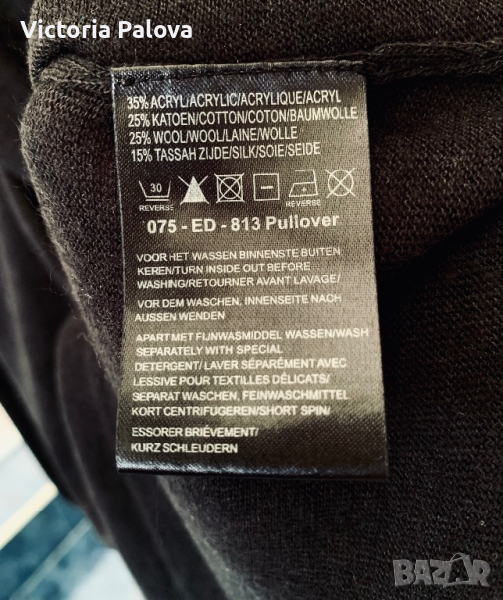 Victoria Palova
35% ACRYL/ACRYLIC/ACRYLIQUE/ACRYL
25% KATOEN/COTTON/COTON/BAUMWOLLE
25% WCOL/WOOL/LAINE/WOLLE
15% TASSAH ZIJDE/SILK/SOIE/SEIDE
30
REVERSE REVERSE
075 - ED - 813 Pullover
VOOR HET WASSEN BINNENSTE BUITEN
KEREN/TURN INSIDE OUT BEFORE
WASHING/RETOURNER AVANT LAVAGE/
VOR DEM WASCHEN, INNENSEITE NACH
AUSSEN WENDEN
APART MET FIJNWASMIDDEL WASSEN/WASH
SEPARATELY WITH SPECIAL
DETERGENT/ LAVER SÉPARÉMENT AVEC
LESSIVE POUR TEXTILES DÉLICATS/
SEPARAT WASCHEN, FEINWASCHMITTEL
KORT CENTRIFUGEREN/SHORT SPIN/
ESSORER BRIÉVEMENT/
KURZ SCHLEUDERN
BAZAR